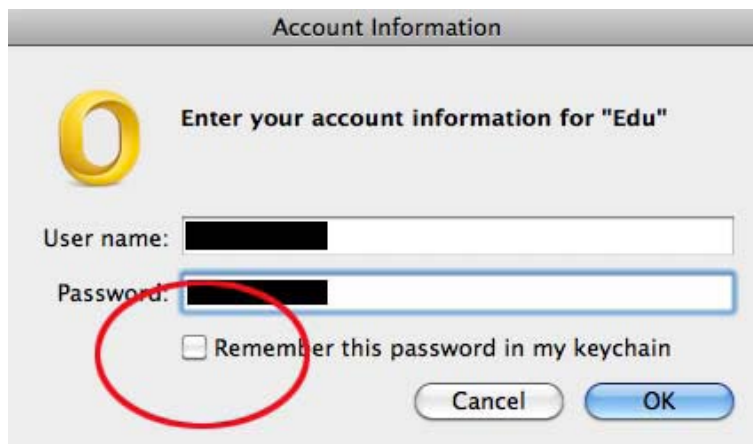 Account Information
Enter your account information for "Edu"
User name:
Password:
Remember this password in my keychain
Cancel OK